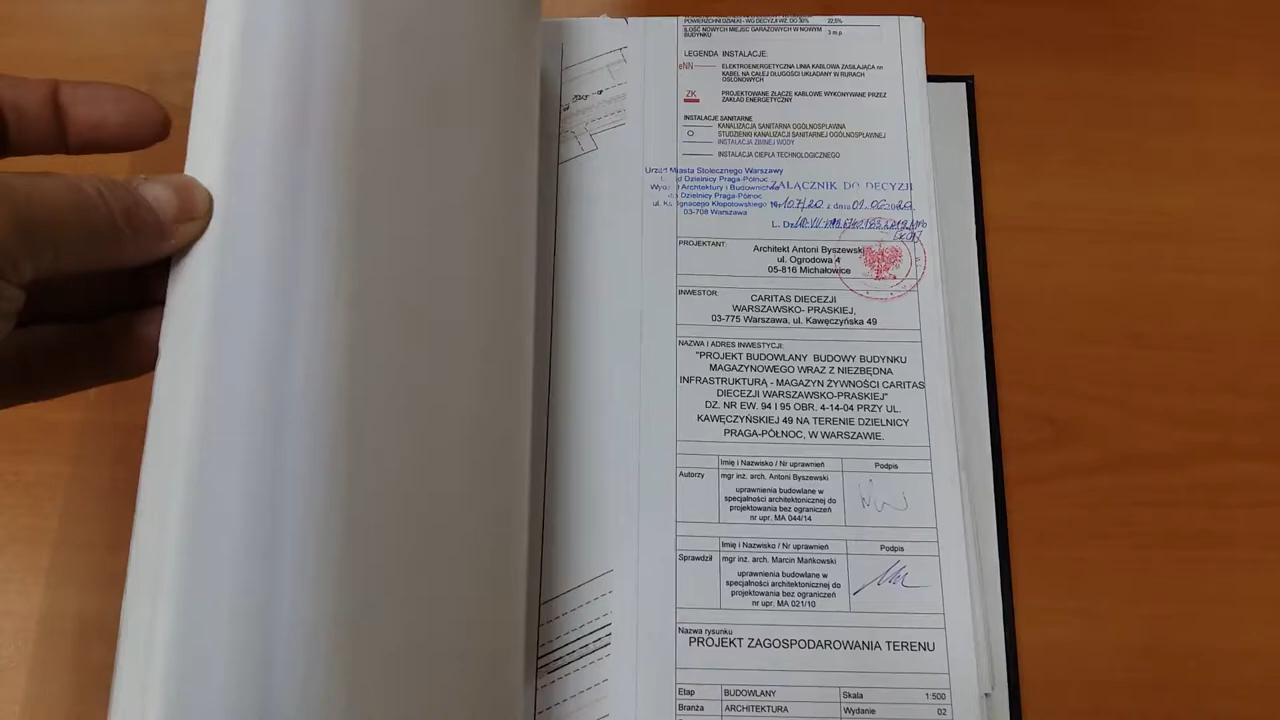 POWIERZCHNI DZIAŁKI - WG DECYZJI WZ. DO 30% 22,5%
ILOŚĆ NOWYCH MIEJSC GARAŻOWYCH W NOWYM BUDYNKU 3 m.p.
LEGENDA INSTALACJE:
eNN ELEKTROENERGETYCZNA LINIA KABLOWA ZASILAJĄCA nn
KABEL NA CAŁEJ DŁUGOŚCI UKŁADANY W RURACH
OSŁONOWYCH
ZK PROJEKTOWANE ZŁĄCZE KABLOWE WYKONYWANE PRZEZ
ZAKŁAD ENERGETYCZNY
INSTALACJE SANITARNE
KANALIZACJA SANITARNA OGÓLNOSPŁAWNA
STUDZIENKI KANALIZACJI SANITARNEJ OGÓLNOSPŁAWNEJ
INSTALACJA ZIMNEJ WODY
INSTALACJA CIEPŁA TECHNOLOGICZNEGO
Urząd Miasta Stołecznego Warszawy
d Dzielnicy Praga-Północ
Architektury i Budownictwa
Dzielnicy Praga-Północ
ul. Ks. Ignacego Kłopotowskiego
03-708 Warszawa
ZAŁĄCZNIK DO DECYZJI
Nr 107/20 z dnia 01.06.2020
L. Dz.
PROJEKTANT:
Architekt Antoni Byszewski
ul. Ogrodowa 4
05-816 Michałowice
INWESTOR:
CARITAS DIECEZJI
WARSZAWSKO- PRASKIEJ,
03-775 Warszawa, ul. Kawęczyńska 49
NAZWA I ADRES INWESTYCJI:
"PROJEKT BUDOWLANY BUDOWY BUDYNKU
MAGAZYNOWEGO WRAZ Z NIEZBĘDNA
INFRASTRUKTURĄ - MAGAZYN ŻYWNOŚCI CARITAS
DIECEZJI WARSZAWSKO-PRASKIEJ"
DZ. NR EW. 94 I 95 OBR. 4-14-04 PRZY UL.
KAWĘCZYŃSKIEJ 49 NA TERENIE DZIELNICY
PRAGA-PÓŁNOC, W WARSZAWIE.
Imię i Nazwisko / Nr uprawnień Podpis
Autorzy mgr inż. arch. Antoni Byszewski
uprawnienia budowlane w
specjalności architektonicznej do
projektowania bez ograniczeń
nr upr. MA 044/14
Imię i Nazwisko / Nr uprawnień Podpis
Sprawdził mgr inż. arch. Marcin Mańkowski
uprawnienia budowlane w
specjalności architektonicznej do
projektowania bez ograniczeń
nr upr. MA 021/10
Nazwa rysunku
PROJEKT ZAGOSPODAROWANIA TERENU
Etap BUDOWLANY Skala 1:500
Branża ARCHITEKTURA Wydanie 02